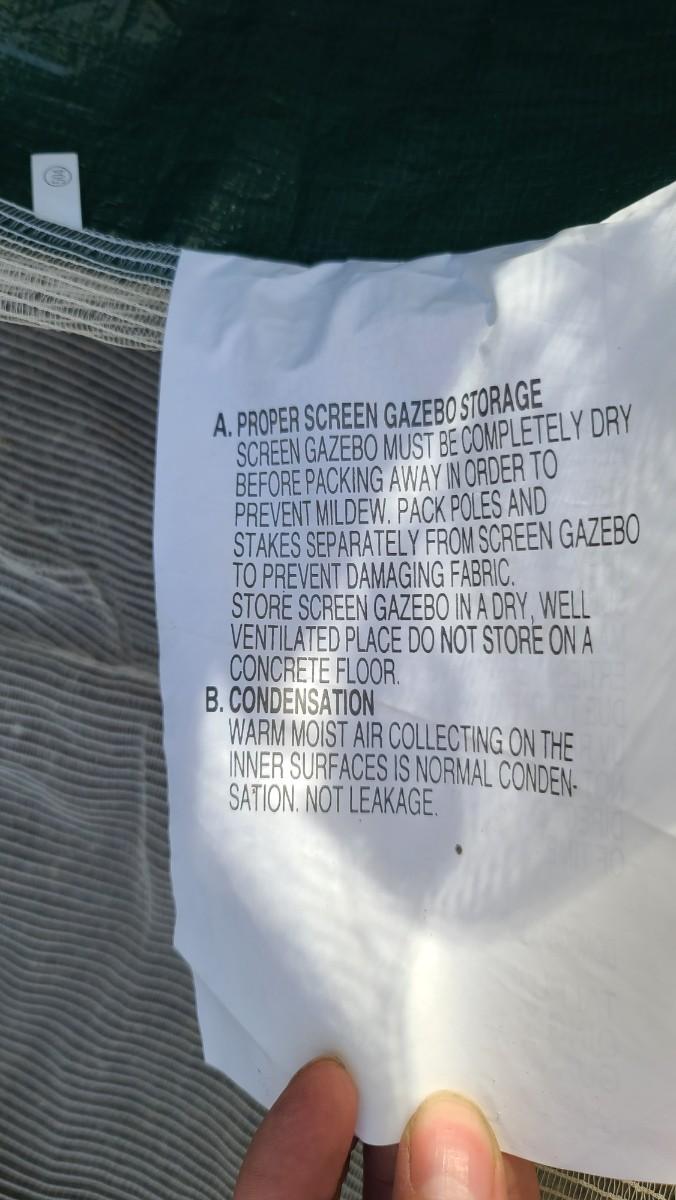 504
A. PROPER SCREEN GAZEBO STORAGE
SCREEN GAZEBO MUST BE COMPLETELY DRY
BEFORE PACKING AWAY IN ORDER TO
PREVENT MILDEW. PACK POLES AND
STAKES SEPARATELY FROM SCREEN GAZEBO
TO PREVENT DAMAGING FABRIC.
STORE SCREEN GAZEBO IN A DRY, WELL
VENTILATED PLACE DO NOT STORE ON A
CONCRETE FLOOR.
B. CONDENSATION
WARM MOIST AIR COLLECTING ON THE
INNER SURFACES IS NORMAL CONDEN-
SATION. NOT LEAKAGE.